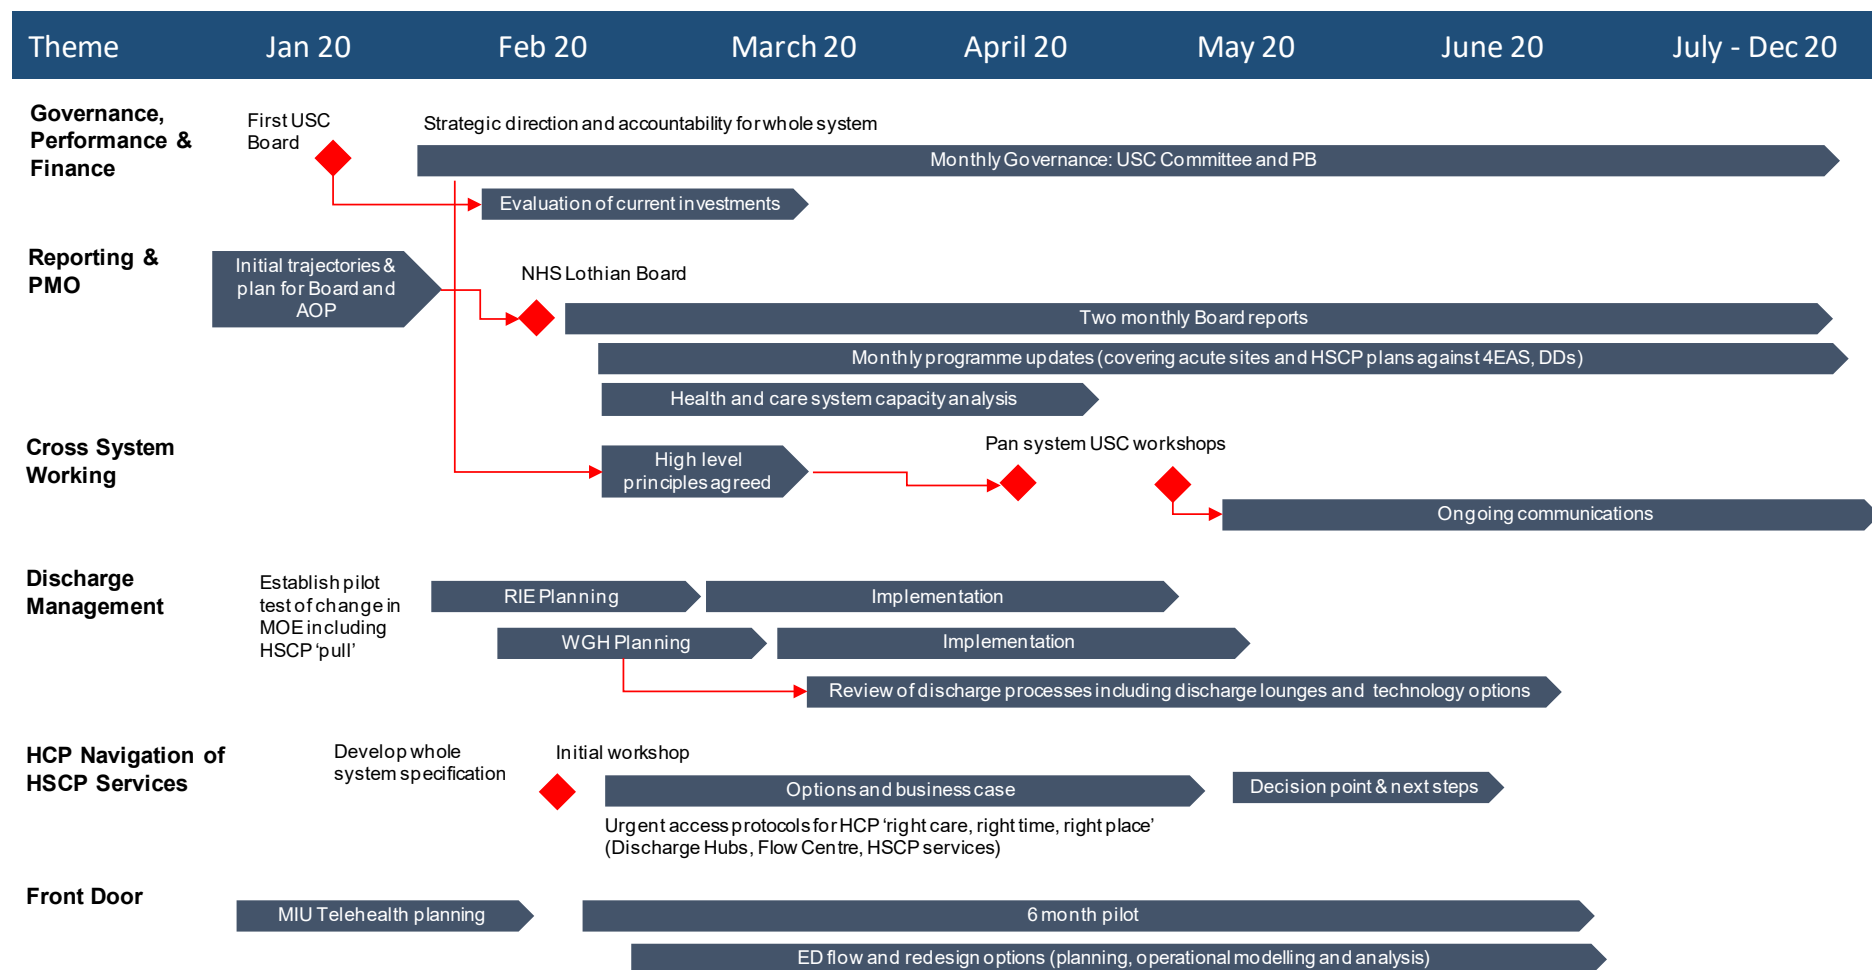 Theme Jan 20 Feb 20 March 20 April 20 May 20 June 20 July - Dec 20
Governance,
Performance &
Finance
First USC
Board
Strategic direction and accountability for whole system
Monthly Governance: USC Committee and PB
Evaluation of current investments
Reporting &
PMO
Initial trajectories &
plan for Board and
AOP
NHS Lothian Board
Two monthly Board reports
Monthly programme updates (covering acute sites and HSCP plans against 4EAS, DDs)
Health and care system capacity analysis
Cross System
Working
High level
principles agreed
Pan system USC workshops
Ongoing communications
Discharge
Management
Establish pilot
test of change in
MOE including
HSCP ‘pull’
RIE Planning
Implementation
WGH Planning
Implementation
Review of discharge processes including discharge lounges and technology options
HCP Navigation of
HSCP Services
Develop whole
system specification
Initial workshop
Options and business case
Decision point & next steps
Urgent access protocols for HCP ‘right care, right time, right place’
(Discharge Hubs, Flow Centre, HSCP services)
Front Door
MIU Telehealth planning
6 month pilot
ED flow and redesign options (planning, operational modelling and analysis)